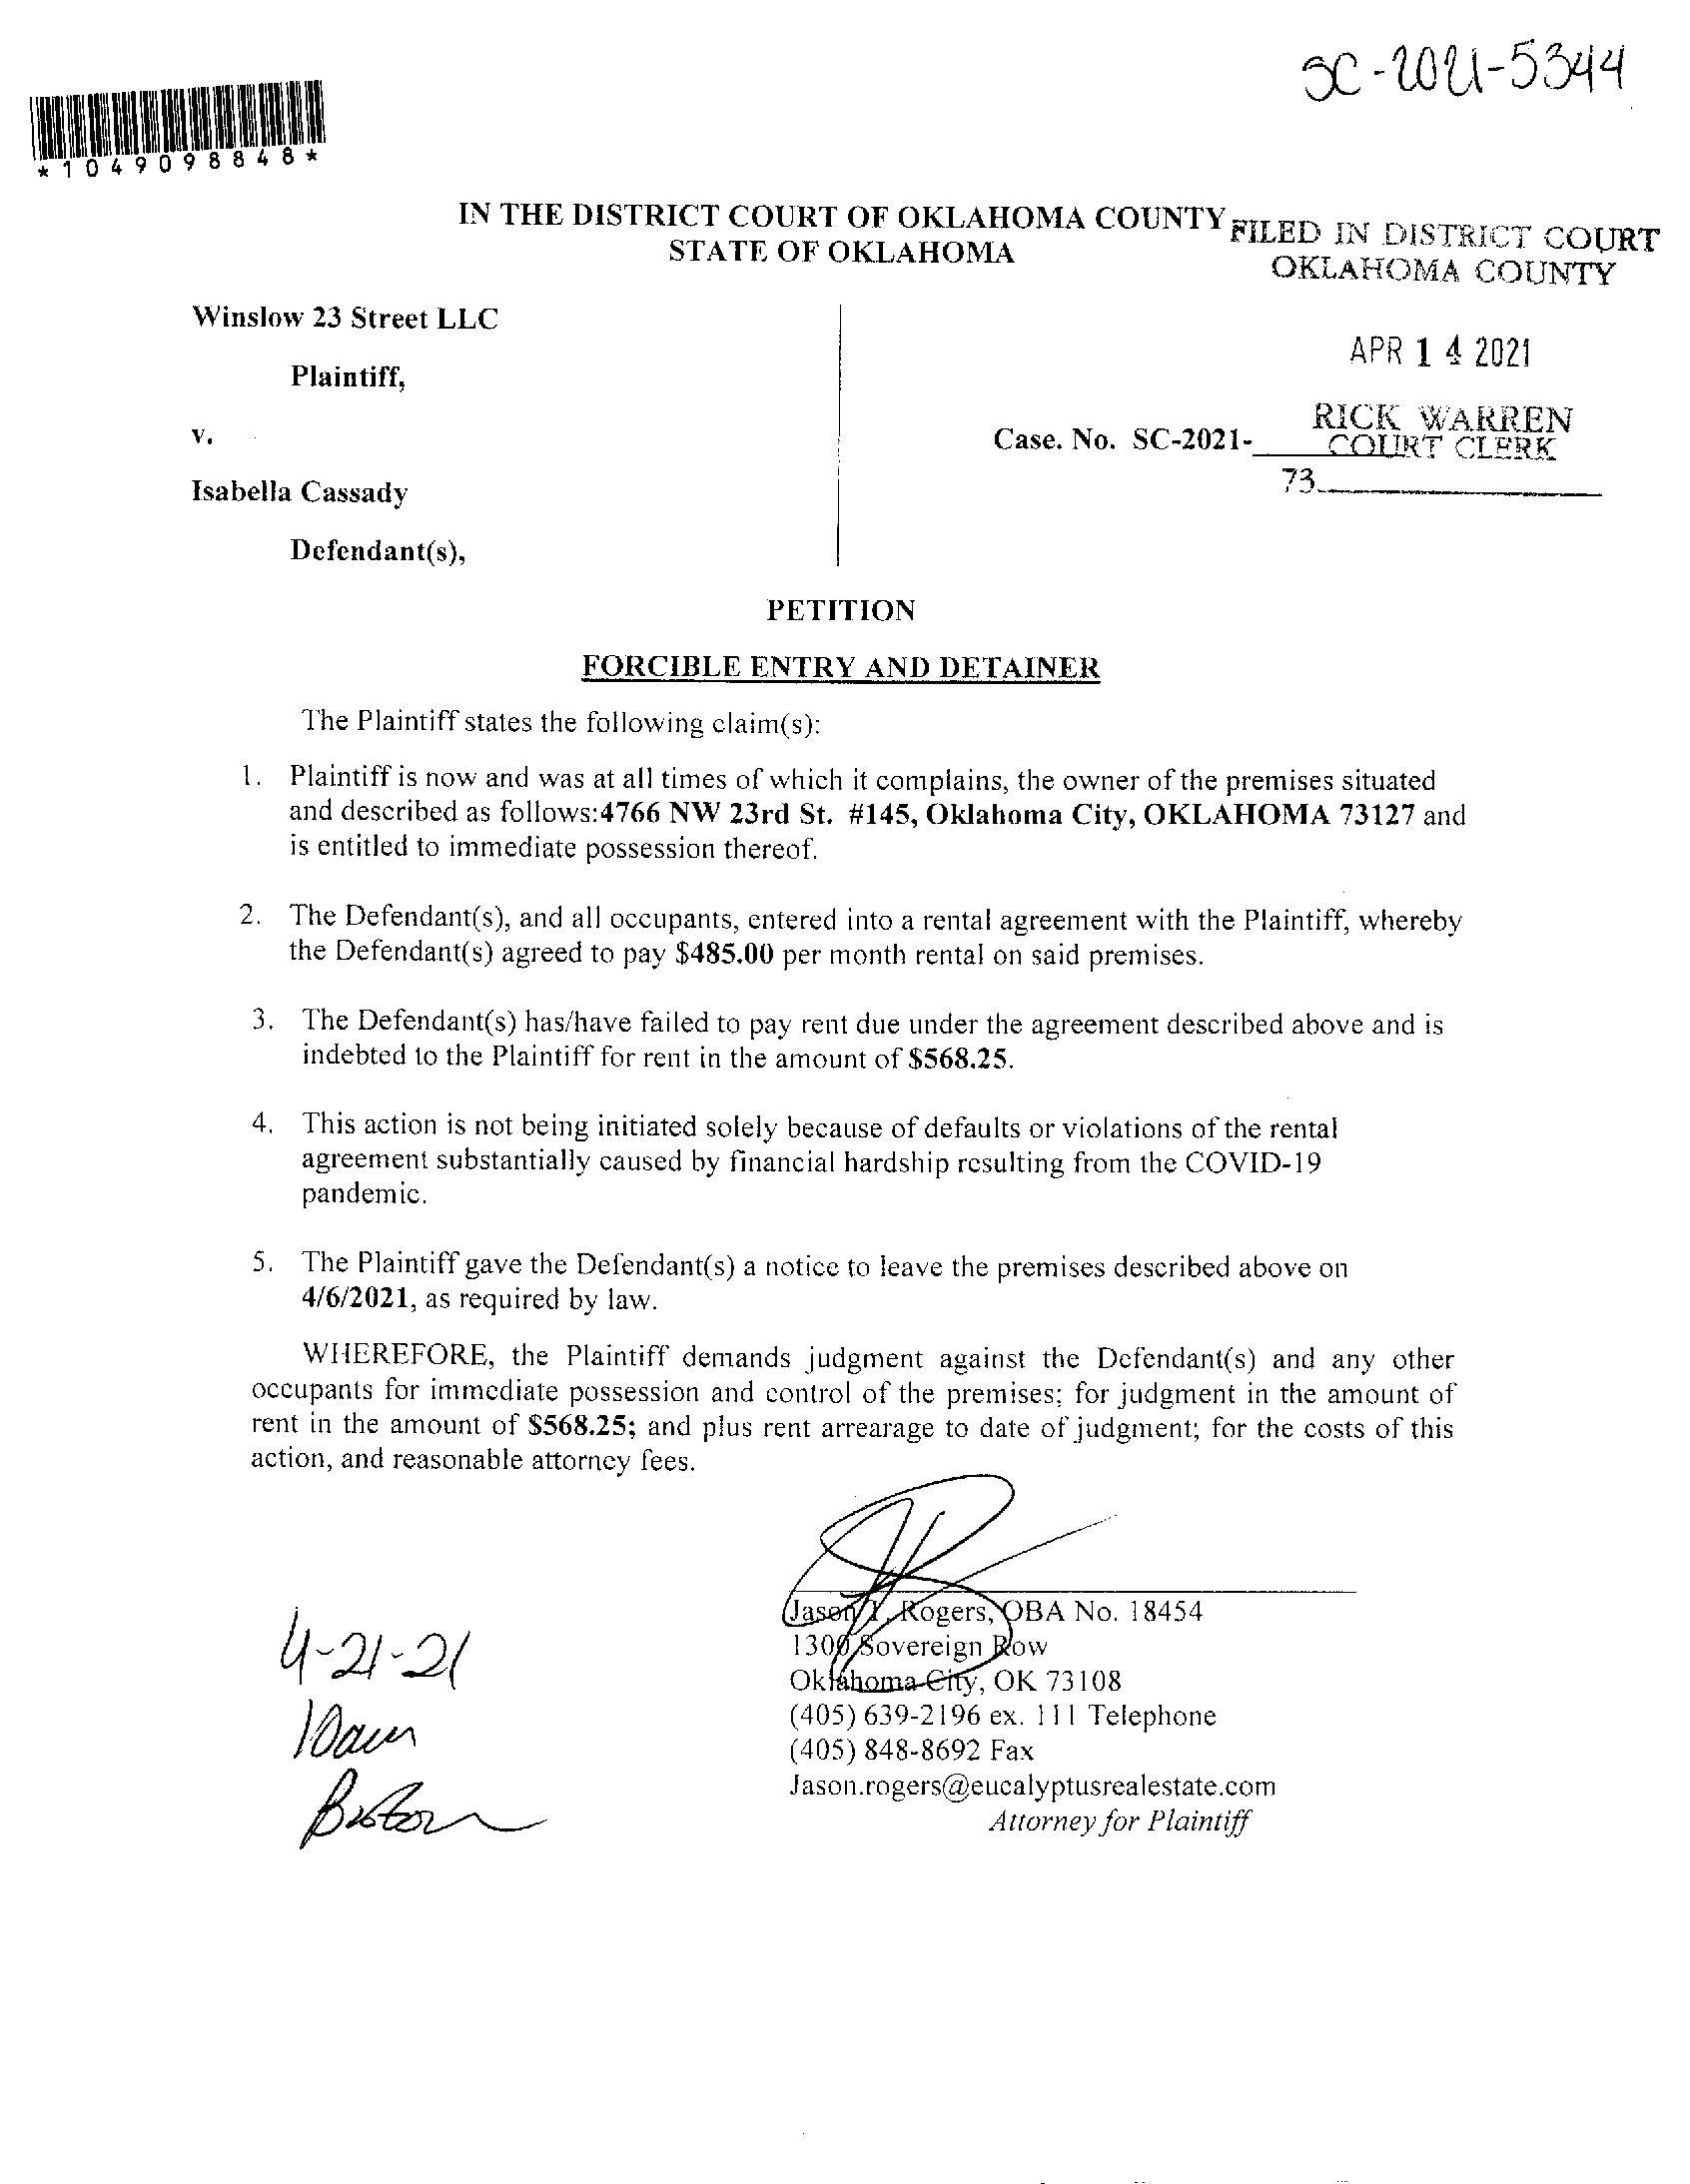 SC-2021-5344
*1049098848*
IN THE DISTRICT COURT OF OKLAHOMA COUNTY
STATE OF OKLAHOMA
FILED IN DISTRICT COURT
OKLAHOMA COUNTY
Winslow 23 Street LLC
APR 14 2021
Plaintiff,
RICK WARREN
COURT CLERK
v.
Case. No. SC-2021-
73
Isabella Cassady
Defendant(s),
PETITION
FORCIBLE ENTRY AND DETAINER
The Plaintiff states the following claim(s):
1. Plaintiff is now and was at all times of which it complains, the owner of the premises situated
and described as follows:4766 NW 23rd St. #145, Oklahoma City, OKLAHOMA 73127 and
is entitled to immediate possession thereof.
2. The Defendant(s), and all occupants, entered into a rental agreement with the Plaintiff, whereby
the Defendant(s) agreed to pay $485.00 per month rental on said premises.
3. The Defendant(s) has/have failed to pay rent due under the agreement described above and is
indebted to the Plaintiff for rent in the amount of $568.25.
4. This action is not being initiated solely because of defaults or violations of the rental
agreement substantially caused by financial hardship resulting from the COVID-19
pandemic.
5. The Plaintiff gave the Defendant(s) a notice to leave the premises described above on
4/6/2021, as required by law.
WHEREFORE, the Plaintiff demands judgment against the Defendant(s) and any other
occupants for immediate possession and control of the premises; for judgment in the amount of
rent in the amount of $568.25; and plus rent arrearage to date of judgment; for the costs of this
action, and reasonable attorney fees.
Jason Rogers, OBA No. 18454
1300 Sovereign Row
Oklahoma City, OK 73108
(405) 639-2196 ex. 111 Telephone
(405) 848-8692 Fax
Jason.rogers@eucalyptusrealestate.com
Attorney for Plaintiff
4-21-21
10am